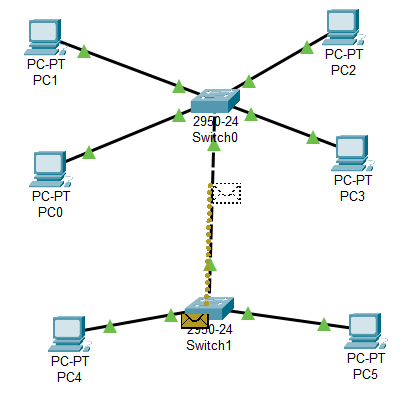 PC-PT
PC1
PC-PT
PC2
2950-24
Switch0
PC-PT
PC0
PC-PT
PC3
2950-24
Switch1
PC-PT
PC4
PC-PT
PC5